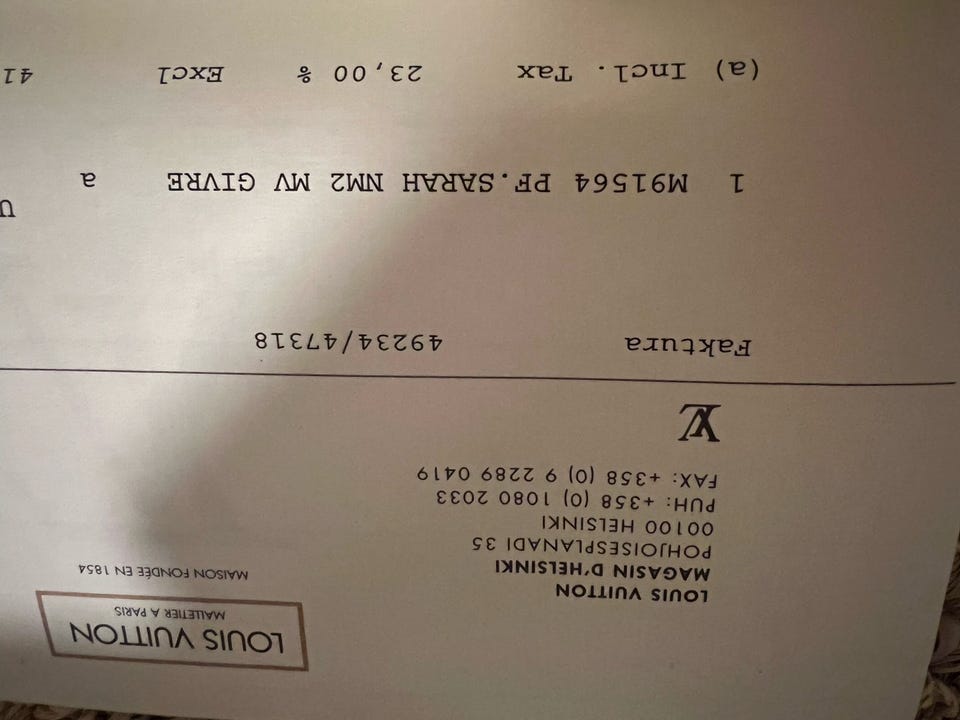 LOUIS VUITTON
MALLETIER A PARIS
MAISON FONDÉE EN 1854
LOUIS VUITTON
MAGASIN D'HELSINKI
POHJOISESPLANADI 35
00100 HELSINKI
PUH: +358 (0) 1080 2033
FAX: +358 (0) 9 2289 0419
LV
Faktura 49234/47318
1 M91564 PF.SARAH NM2 MV GIVRE a
(a) Incl. Tax 23,00 % Excl 41